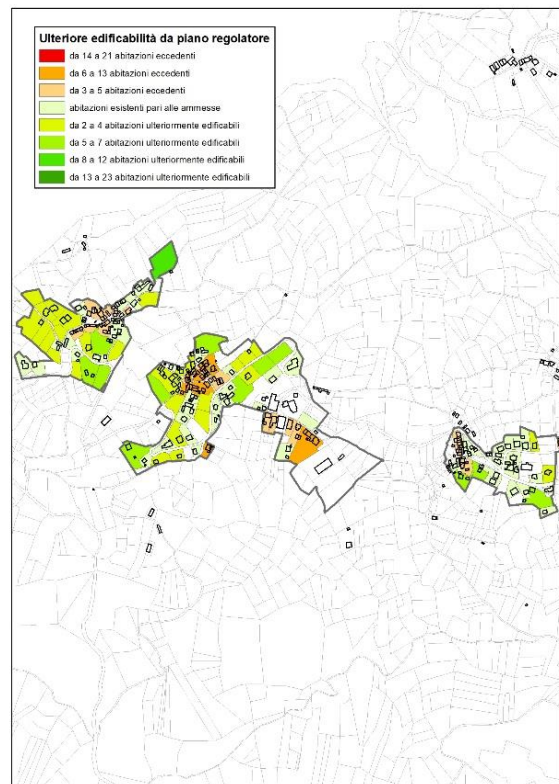 Ulteriore edificabilità da piano regolatore
da 14 a 21 abitazioni eccedenti
da 6 a 13 abitazioni eccedenti
da 3 a 5 abitazioni eccedenti
abitazioni esistenti pari alle ammesse
da 2 a 4 abitazioni ulteriormente edificabili
da 5 a 7 abitazioni ulteriormente edificabili
da 8 a 12 abitazioni ulteriormente edificabili
da 13 a 23 abitazioni ulteriormente edificabili